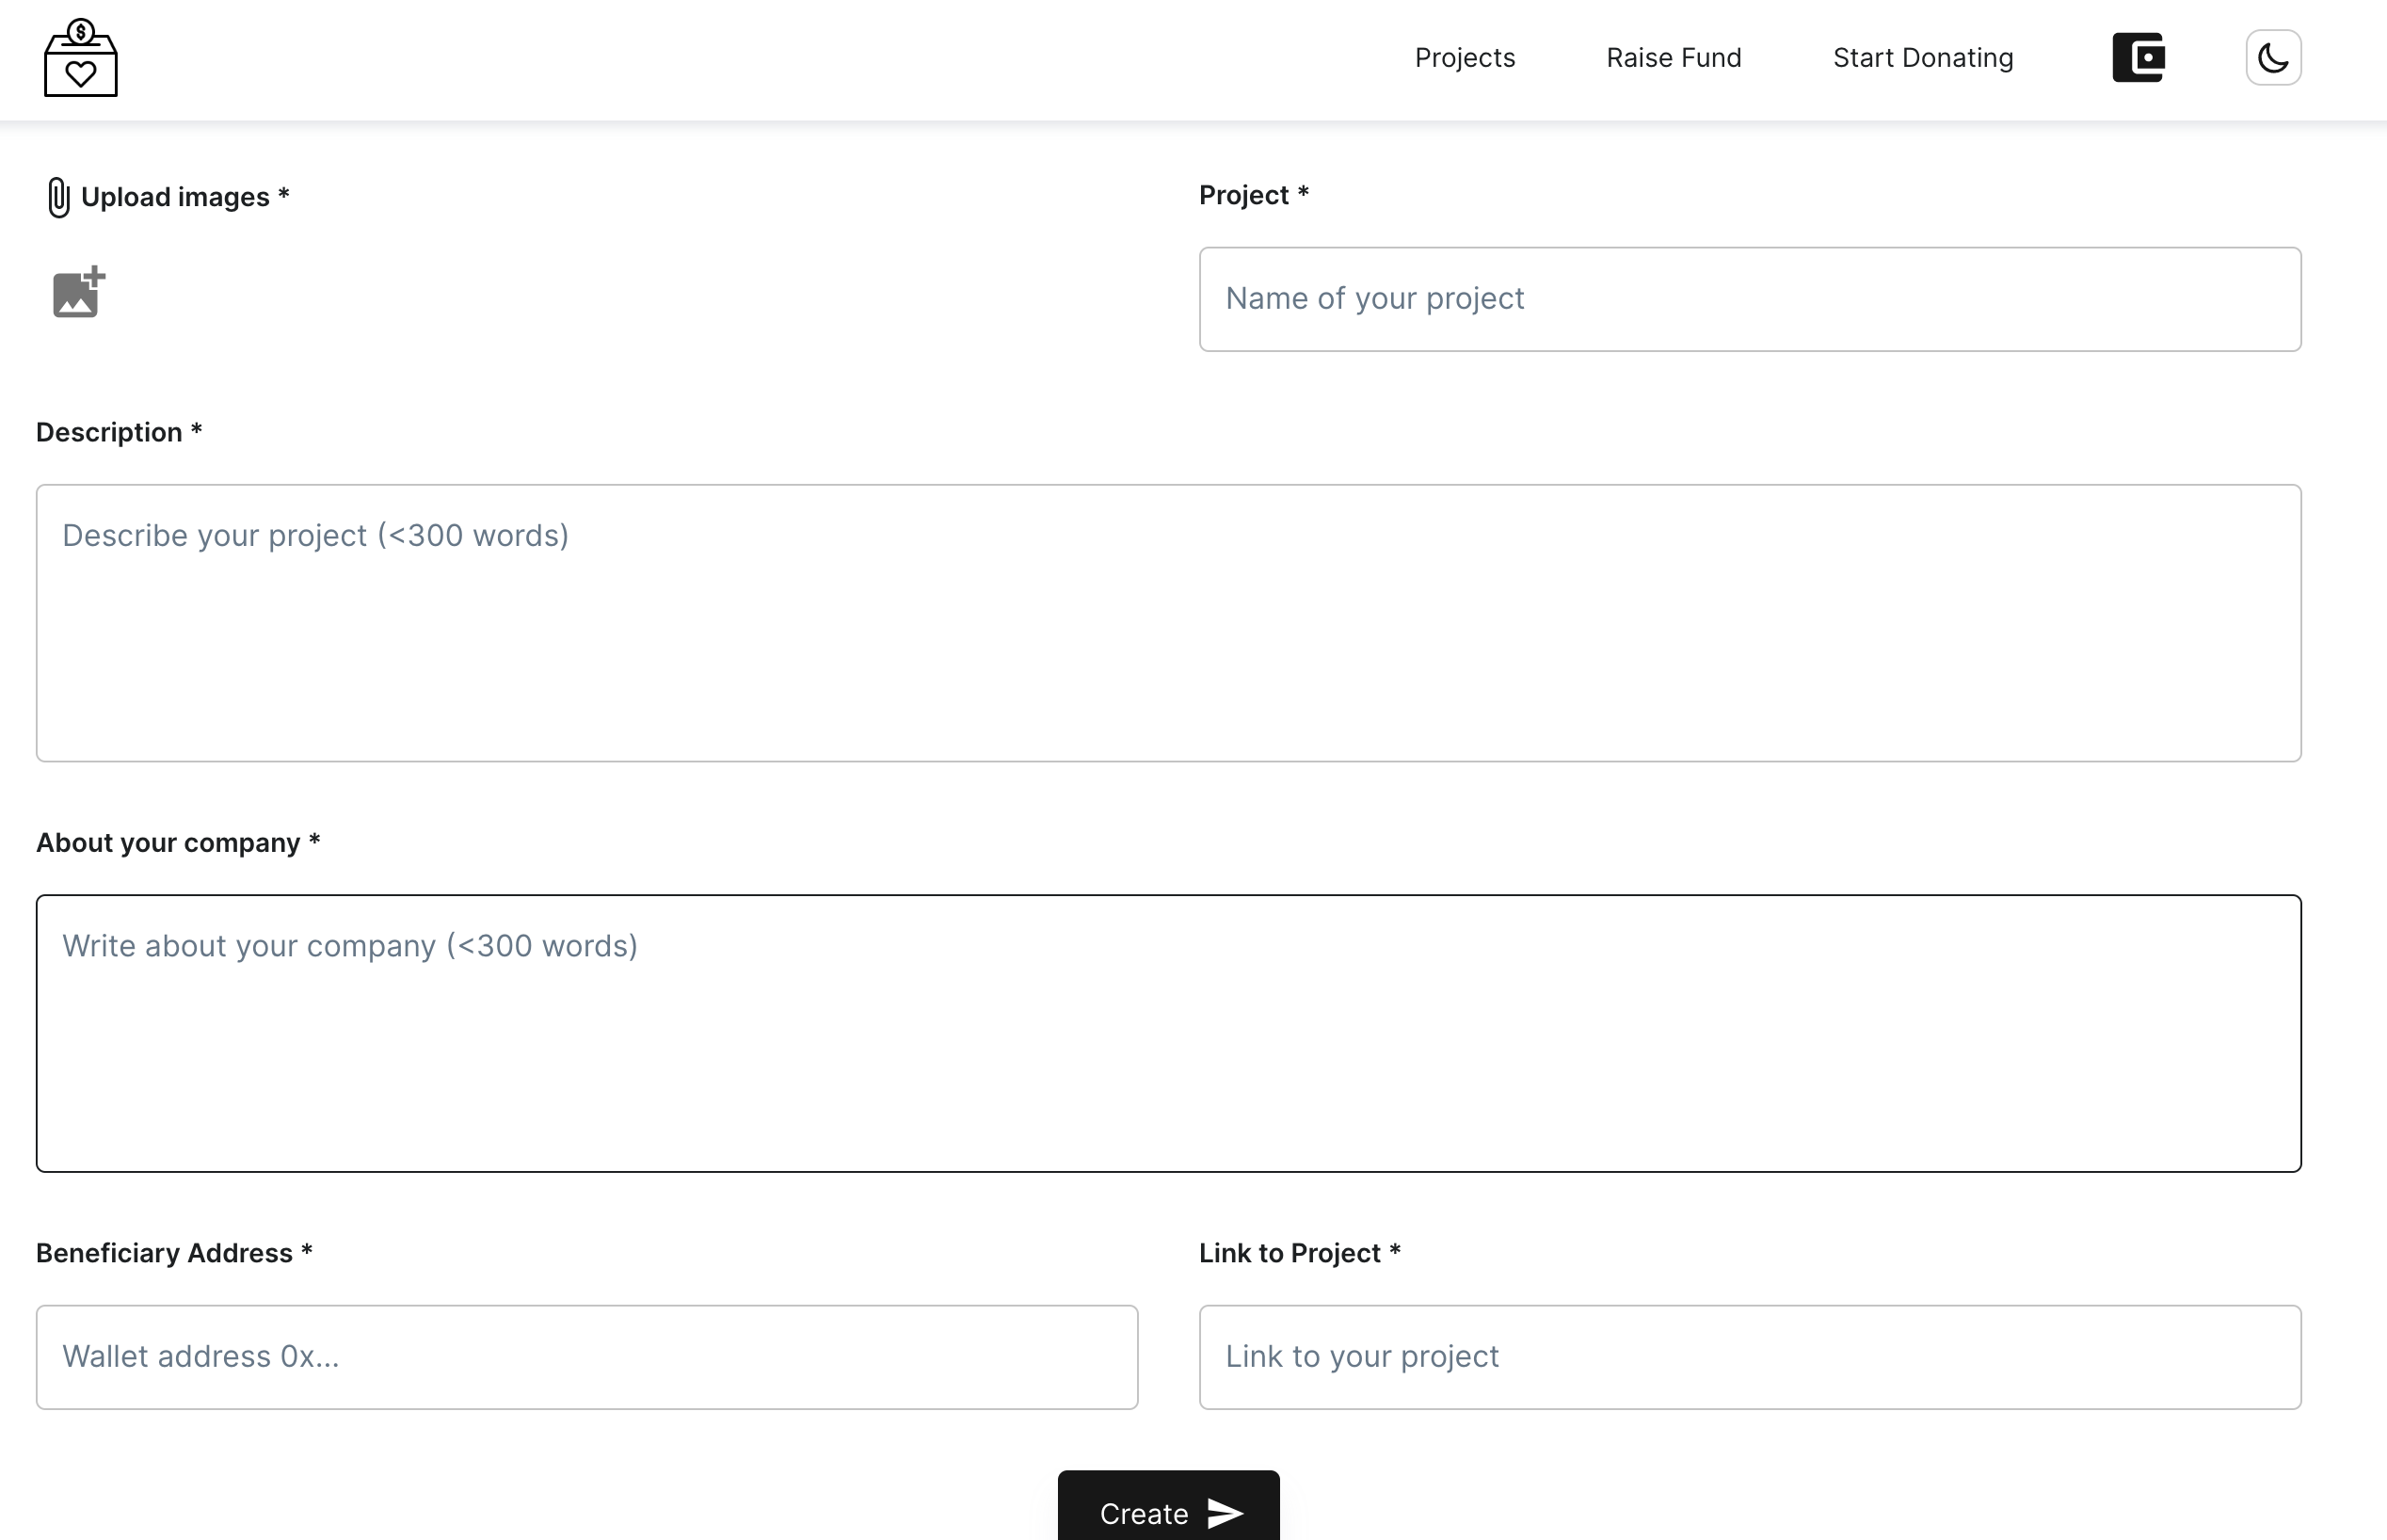 $
Projects
Raise Fund
Start Donating
Upload images *
Project *
Name of your project
Description *
Describe your project (<300 words)
About your company *
Write about your company (<300 words)
Beneficiary Address *
Link to Project *
Wallet address 0x...
Link to your project
Create